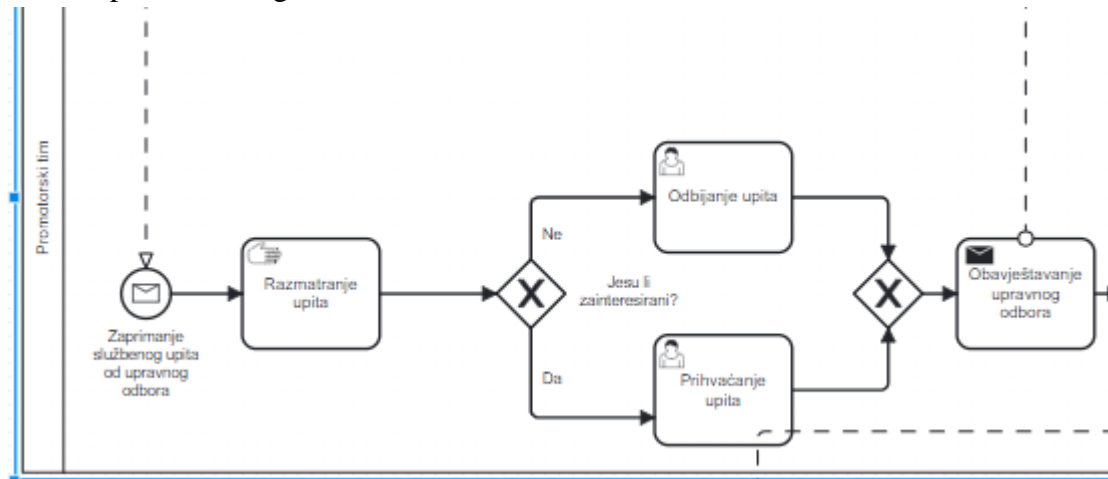 Promotorski tim
Zaprimanje
službenog upita
od upravnog
odbora
Razmatranje
upita
Jesu li
zainteresirani?
Ne
Odbijanje upita
Da
Prihvaćanje
upita
Obavještavanje
upravnog
odbora